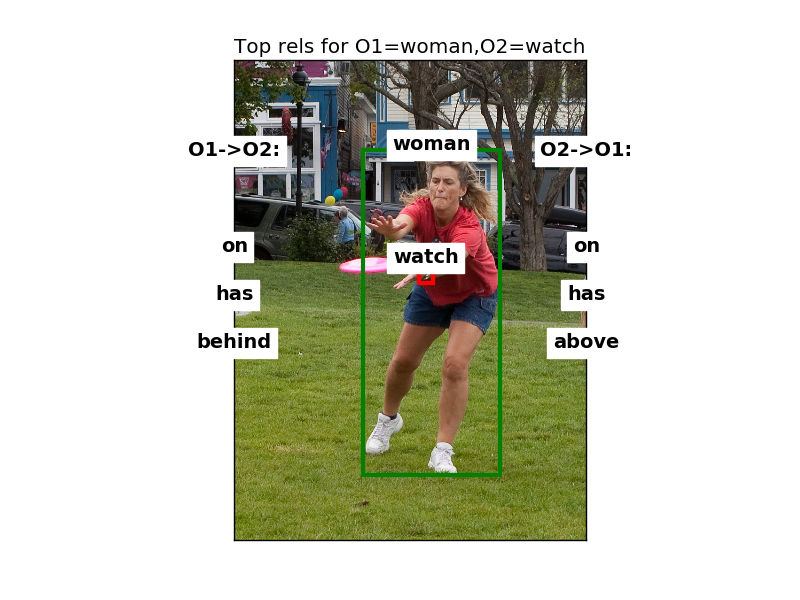 Top rels for O1=woman,O2=watch
woman
O1->O2:
O2->O1:
on
watch
on
has
has
behind
above